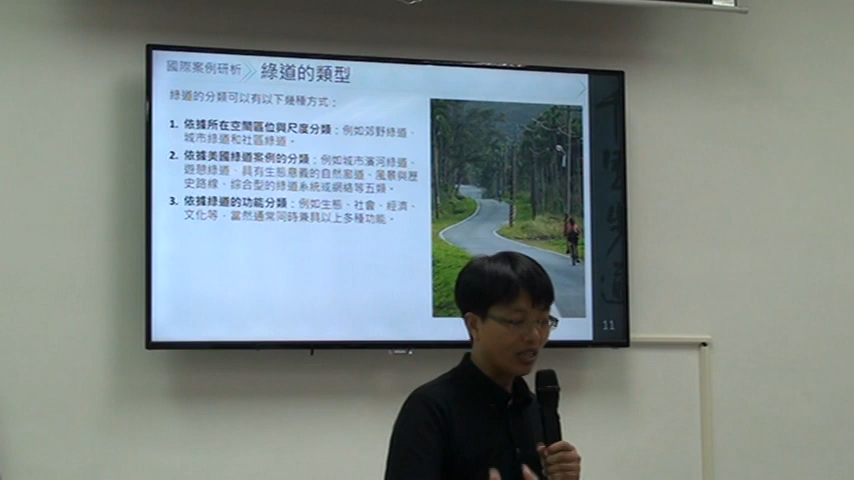 國際案例研析 綠道的類型
綠道的分類可以有以下幾種方式：
1. 依據所在空間區位與尺度分類：例如郊野綠道、
城市綠道和社區綠道。
2. 依據美國綠道案例的分類：例如城市濱河綠道、
遊憩綠道、具有生態意義的自然廊道、風景與歷
史路線、綜合型的綠道系統或網絡等五類。
3. 依據綠道的功能分類：例如生態、社會、經濟、
文化等，當然通常同時兼具以上多種功能。
11